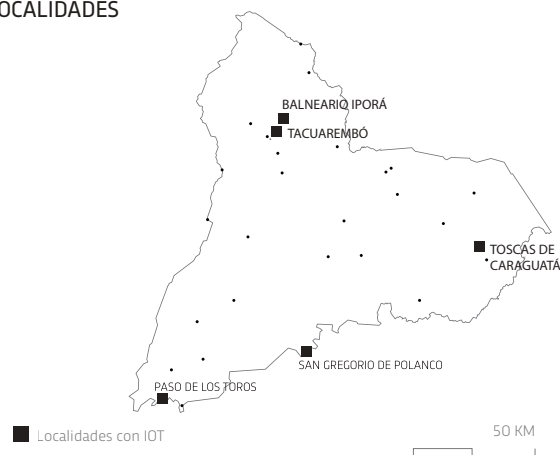 LOCALIDADES
BALNEARIO IPORÁ
TACUAREMBÓ
TOSCAS DE
CARAGUATÁ
SAN GREGORIO DE POLANCO
PASO DE LOS TOROS
Localidades con IOT
50 KM